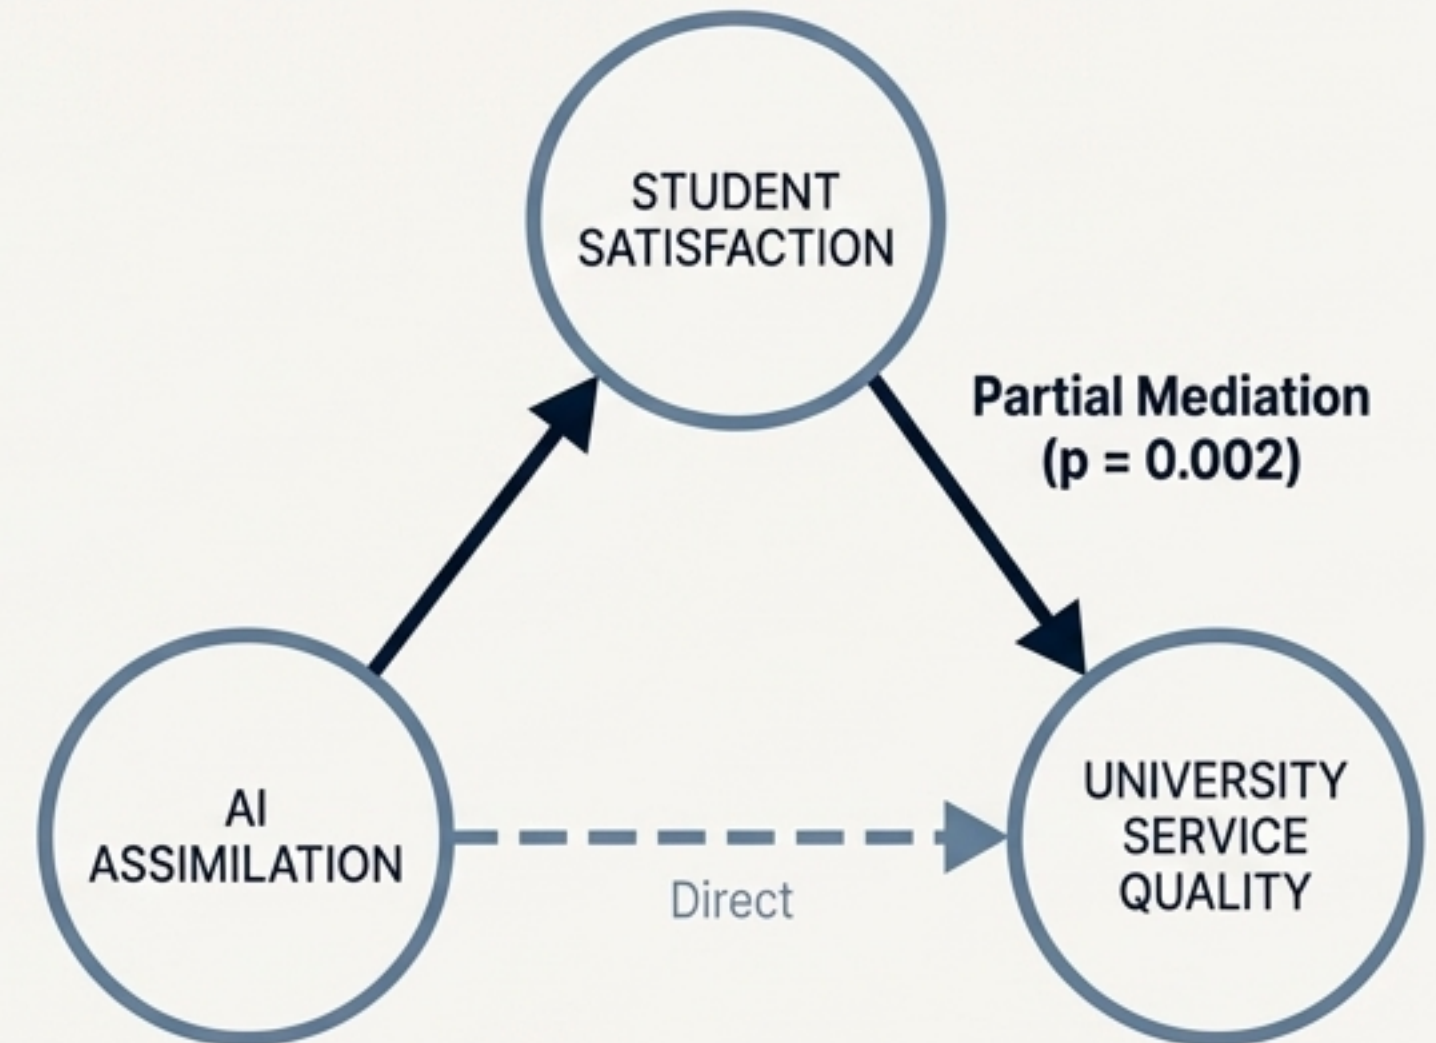 STUDENT
SATISFACTION
Partial Mediation
(p = 0.002)
AI
ASSIMILATION
Direct
UNIVERSITY
SERVICE
QUALITY